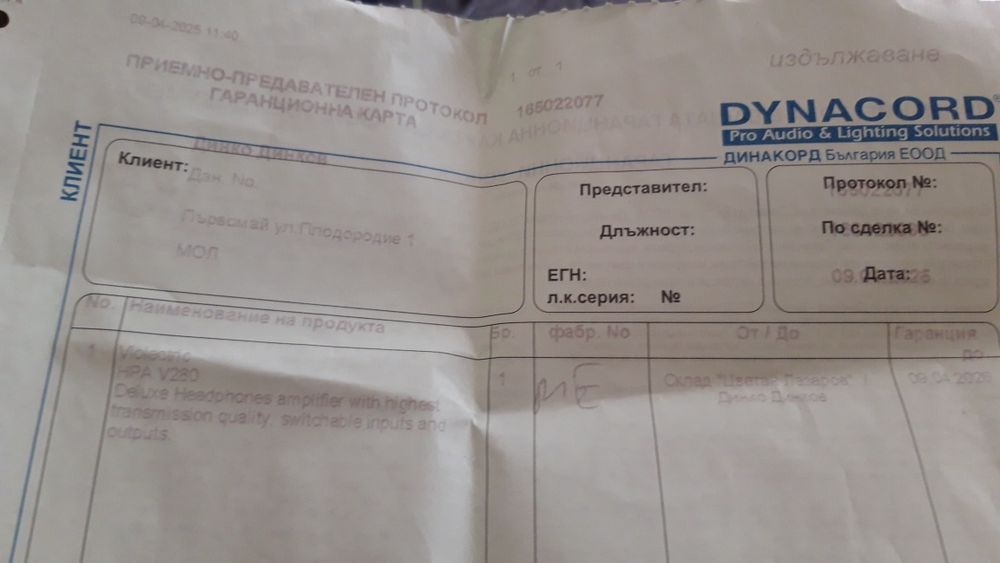 09-04-2025 11:40
издължаване
1 от 1
ПРИЕМНО-ПРЕДАВАТЕЛЕН ПРОТОКОЛ 165022077
ГАРАНЦИОННА КАРТА
DYNACORD
Pro Audio & Lighting Solutions
ДИНАКОРД България ЕООД
КЛИЕНТ
Динко Динков
Клиент:
Дан. No.
Първомай ул.Плодородие 1
МОЛ
Представител:
Длъжност:
ЕГН:
л.к.серия: №
Протокол №:
165022077
По сделка №:
Дата:
No. Наименование на продукта Бр. фабр. No От / До Гаранция до
1 Violectric 1 Склад "Цветан Лазаров" 09.04.2026
HPA V280 Динко Динков
Deluxe Headphones amplifier with highest
transmission quality, switchable inputs and
outputs.